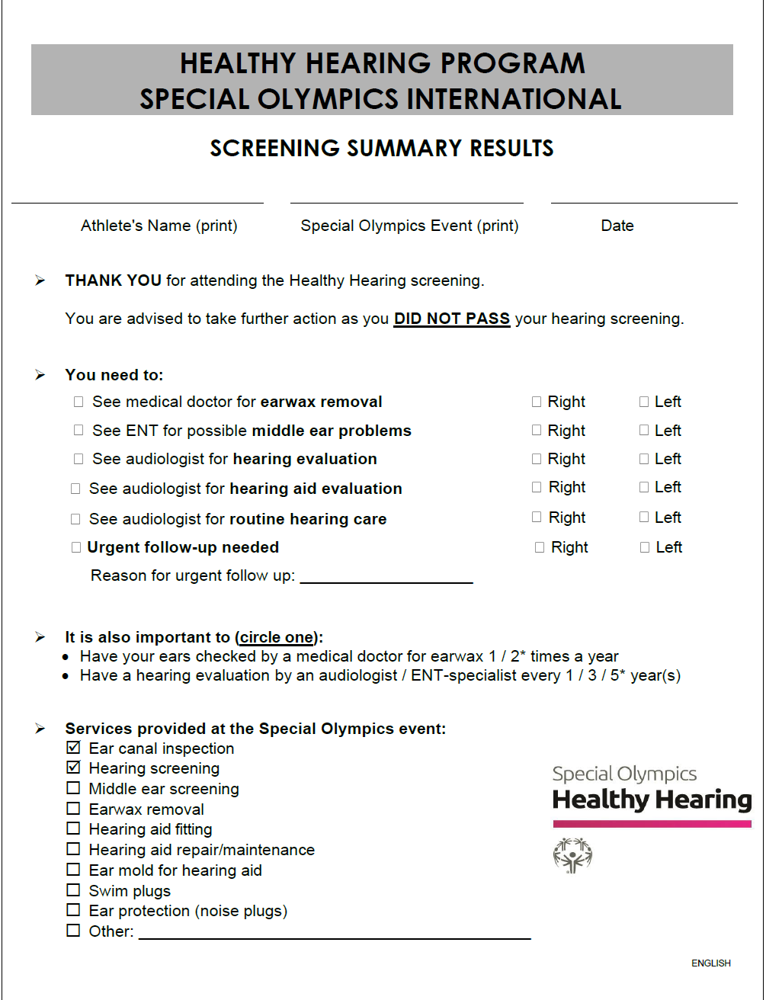 HEALTHY HEARING PROGRAM
SPECIAL OLYMPICS INTERNATIONAL
SCREENING SUMMARY RESULTS
Athlete's Name (print) Special Olympics Event (print) Date
➢ THANK YOU for attending the Healthy Hearing screening.
You are advised to take further action as you DID NOT PASS your hearing screening.
➢ You need to:
☐ See medical doctor for earwax removal ☐ Right ☐ Left
☐ See ENT for possible middle ear problems ☐ Right ☐ Left
☐ See audiologist for hearing evaluation ☐ Right ☐ Left
☐ See audiologist for hearing aid evaluation ☐ Right ☐ Left
☐ See audiologist for routine hearing care ☐ Right ☐ Left
☐ Urgent follow-up needed ☐ Right ☐ Left
Reason for urgent follow up: ____________________
➢ It is also important to (circle one):
• Have your ears checked by a medical doctor for earwax 1 / 2* times a year
• Have a hearing evaluation by an audiologist / ENT-specialist every 1 / 3 / 5* year(s)
➢ Services provided at the Special Olympics event:
☑ Ear canal inspection
☑ Hearing screening
☐ Middle ear screening
☐ Earwax removal
☐ Hearing aid fitting
☐ Hearing aid repair/maintenance
☐ Ear mold for hearing aid
☐ Swim plugs
☐ Ear protection (noise plugs)
☐ Other: ____________________
Special Olympics
Healthy Hearing
ENGLISH